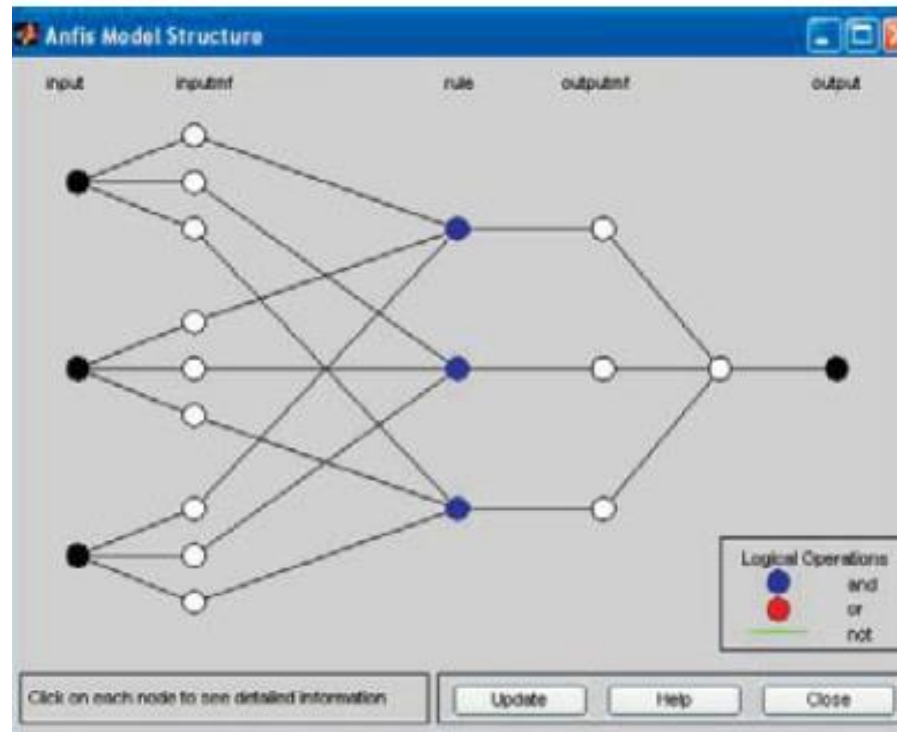 Anfis Model Structure
input inputmf rule outputmf output
Logical Operations
and
or
not
Click on each node to see detailed information
Update Help Close